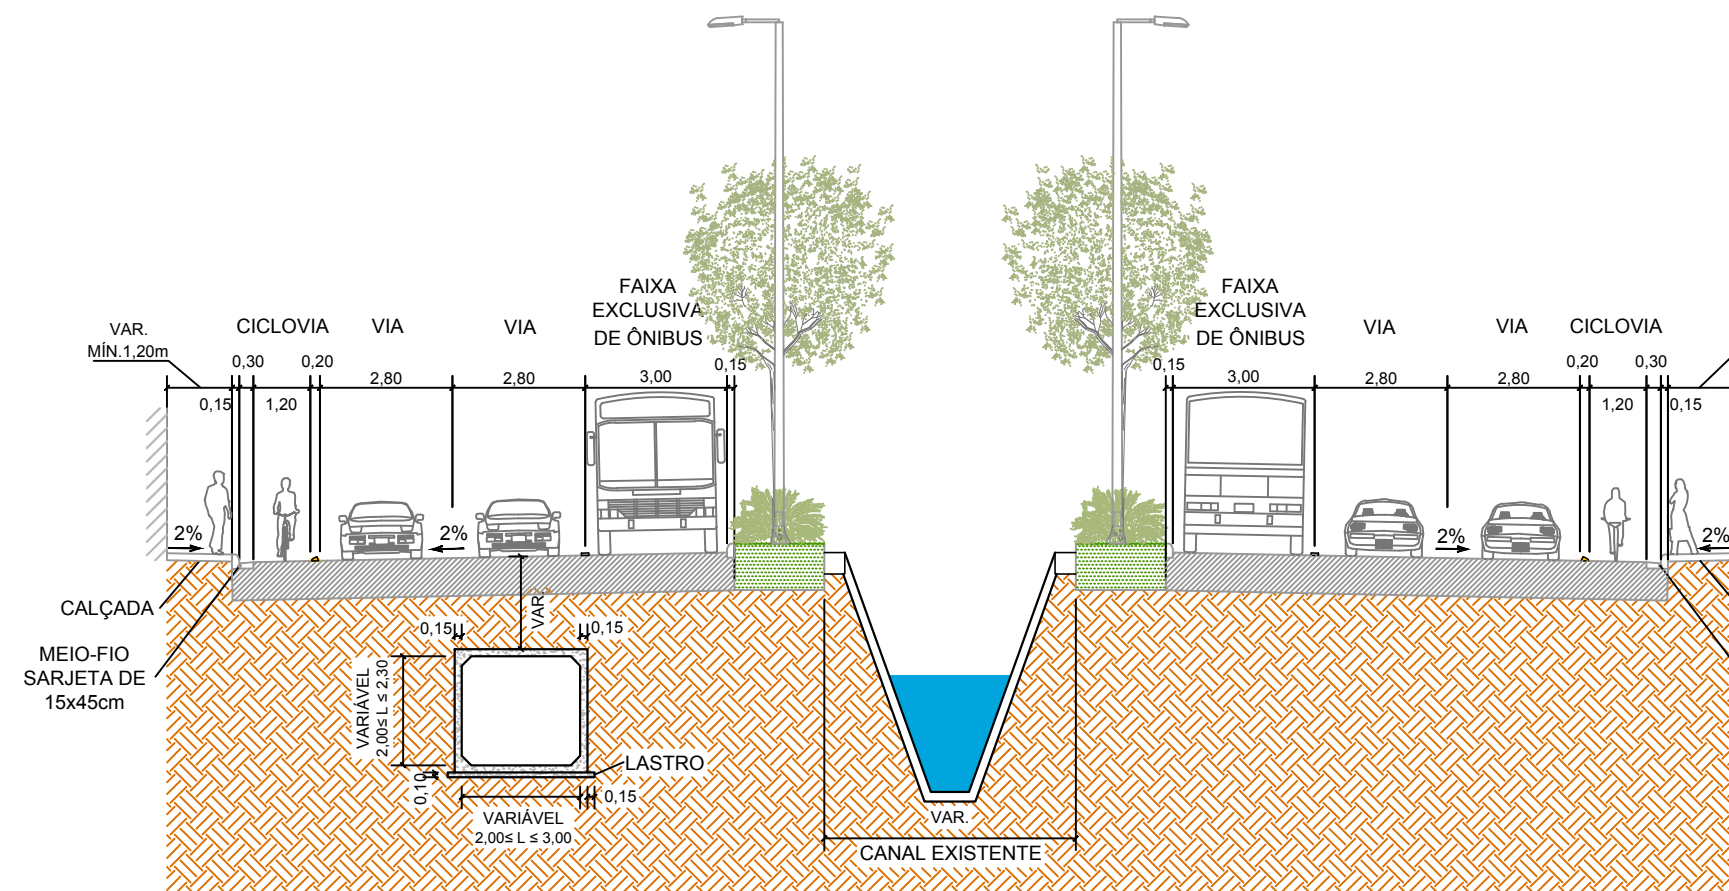 FAIXA
EXCLUSIVA
DE ÔNIBUS
FAIXA
EXCLUSIVA
DE ÔNIBUS
VAR.
MÍN.1,20m
CICLOVIA
VIA
VIA
VIA
VIA
CICLOVIA
0,30
0,20
0,15
0,15
0,20
0,30
2,80
2,80
3,00
3,00
2,80
2,80
0,15
1,20
1,20
0,15
2%
2%
2%
2%
CALÇADA
MEIO-FIO
SARJETA DE
15x45cm
VAR.
0,15
0,15
VARIÁVEL
2,00≤ L ≤ 2,30
0,10
LASTRO
0,15
VARIÁVEL
2,00≤ L ≤ 3,00
VAR.
CANAL EXISTENTE